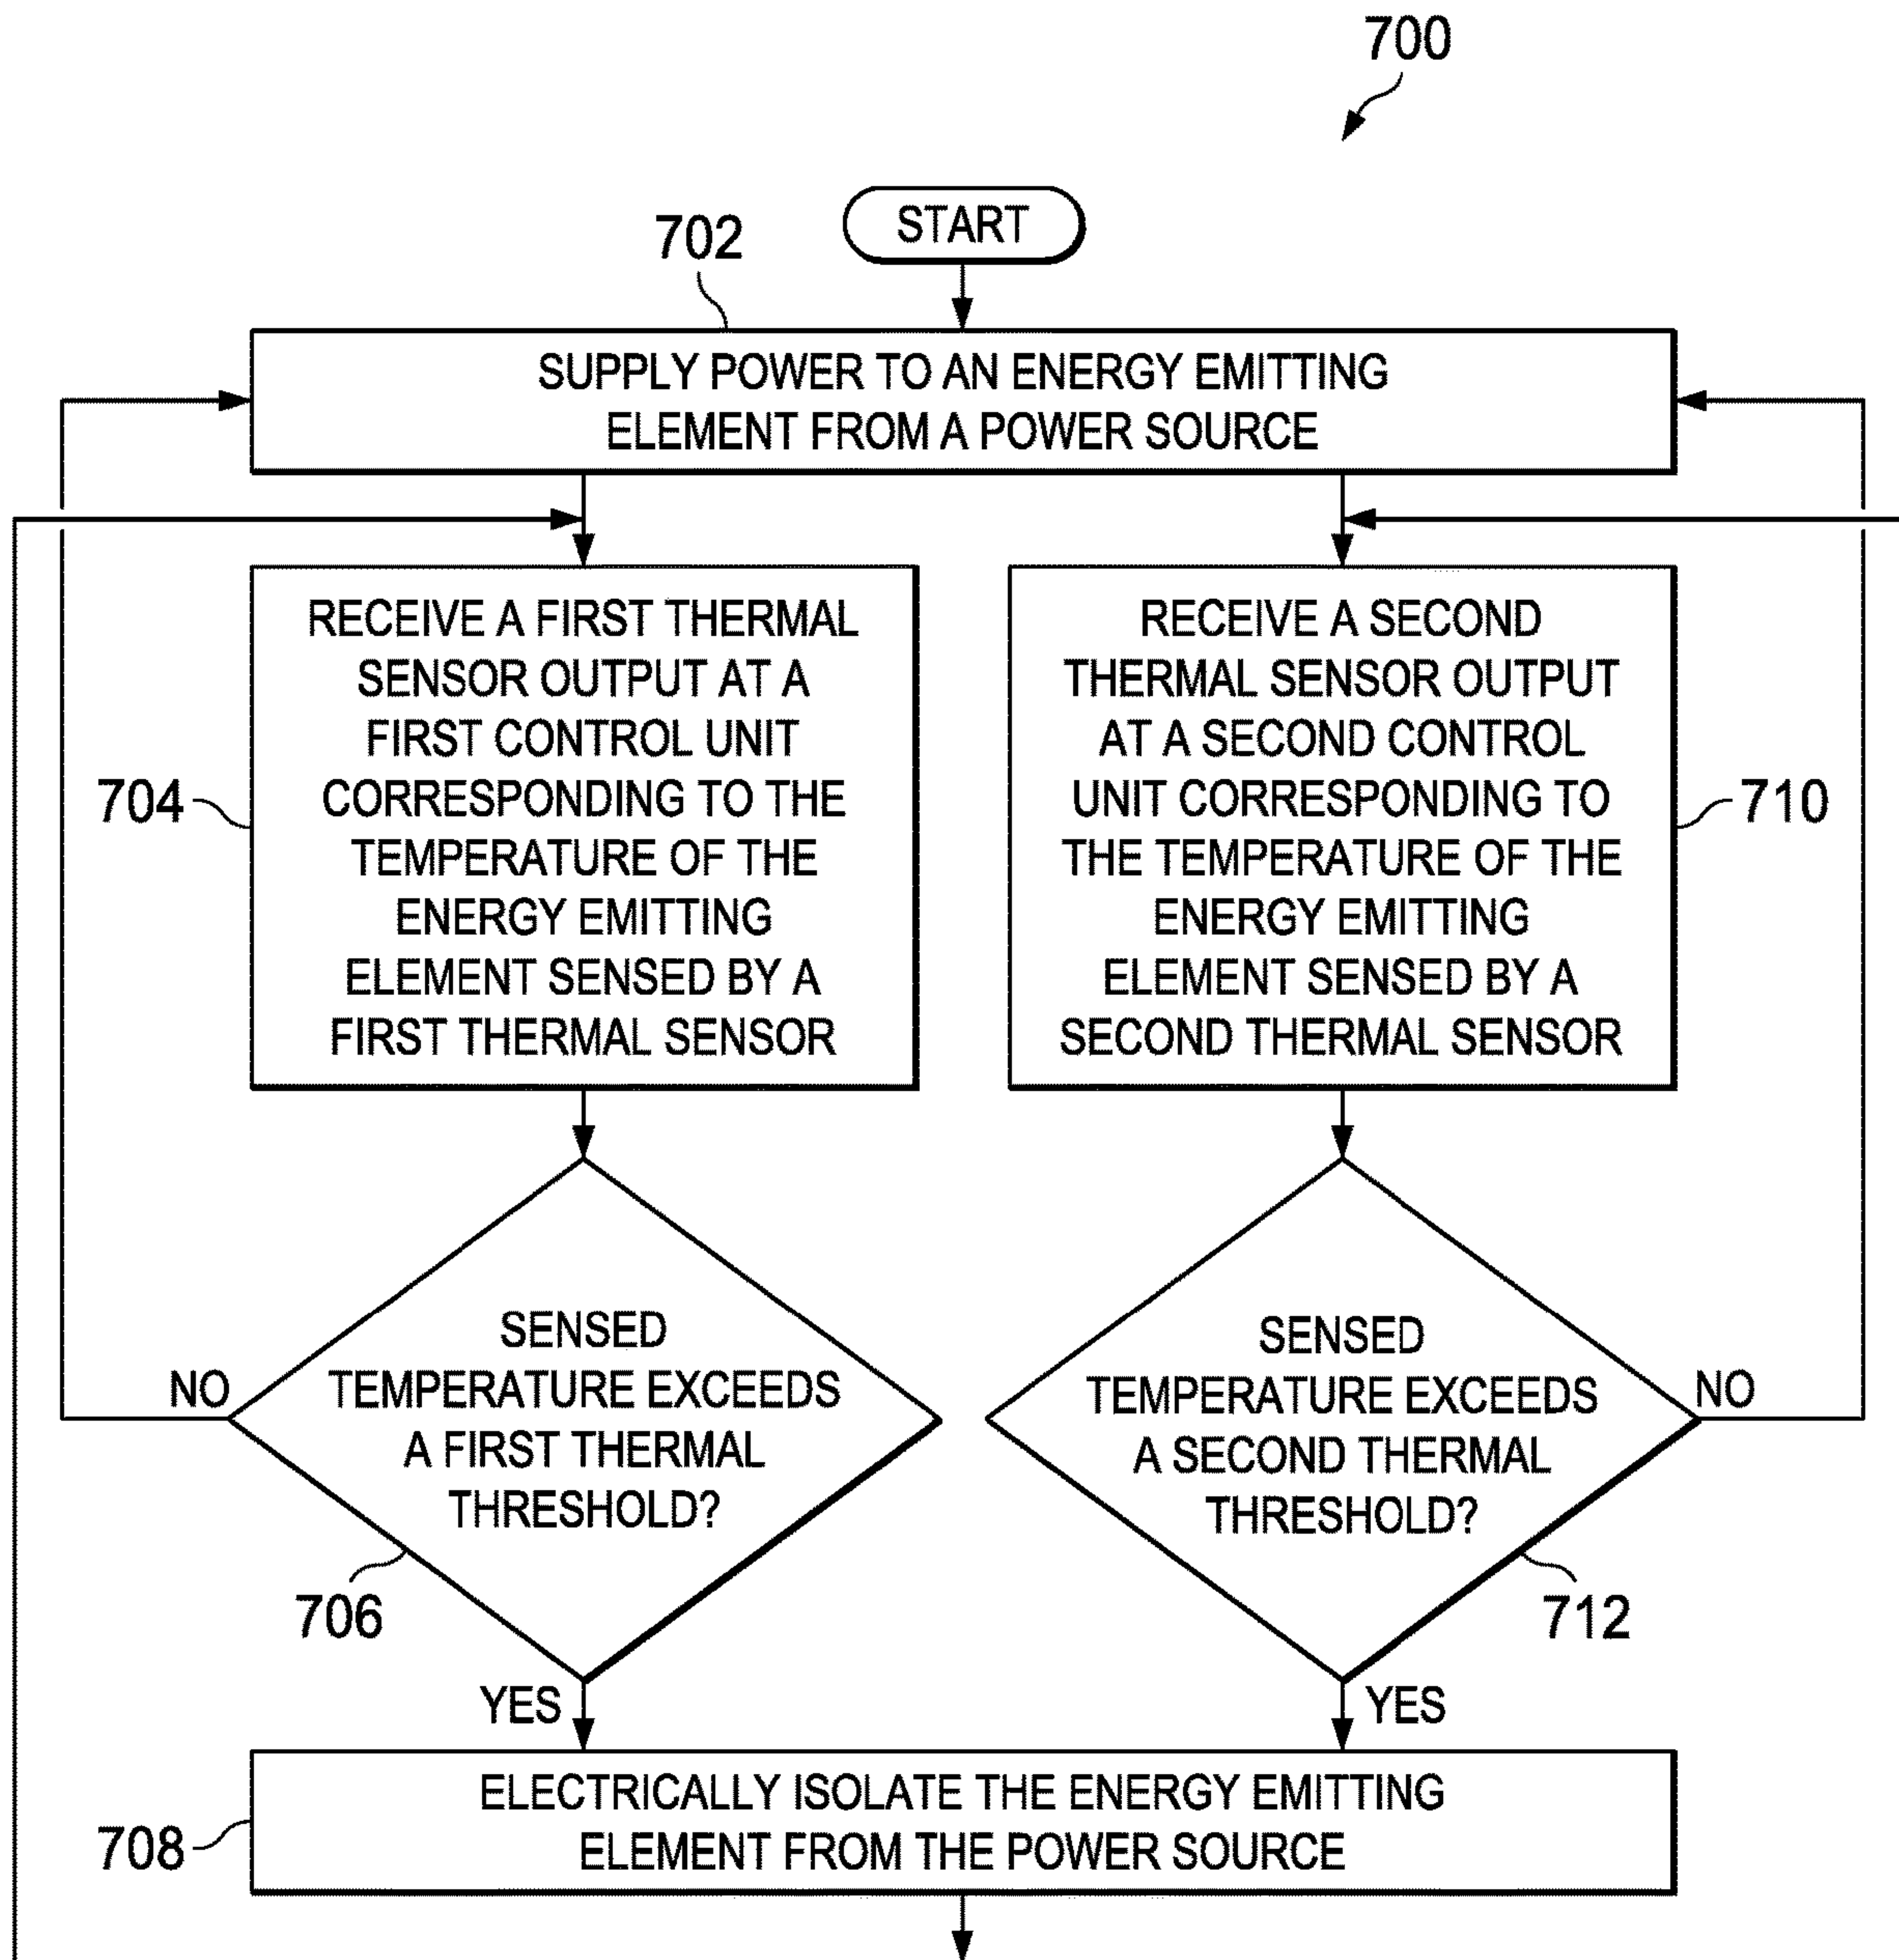 700
START
702
SUPPLY POWER TO AN ENERGY EMITTING
ELEMENT FROM A POWER SOURCE
RECEIVE A FIRST THERMAL
SENSOR OUTPUT AT A
FIRST CONTROL UNIT
CORRESPONDING TO THE
TEMPERATURE OF THE
ENERGY EMITTING
ELEMENT SENSED BY A
FIRST THERMAL SENSOR
704
RECEIVE A SECOND
THERMAL SENSOR OUTPUT
AT A SECOND CONTROL
UNIT CORRESPONDING TO
THE TEMPERATURE OF THE
ENERGY EMITTING
ELEMENT SENSED BY A
SECOND THERMAL SENSOR
710
SENSED
TEMPERATURE EXCEEDS
A FIRST THERMAL
THRESHOLD?
NO
706
YES
SENSED
TEMPERATURE EXCEEDS
A SECOND THERMAL
THRESHOLD?
NO
712
YES
ELECTRICALLY ISOLATE THE ENERGY EMITTING
ELEMENT FROM THE POWER SOURCE
708